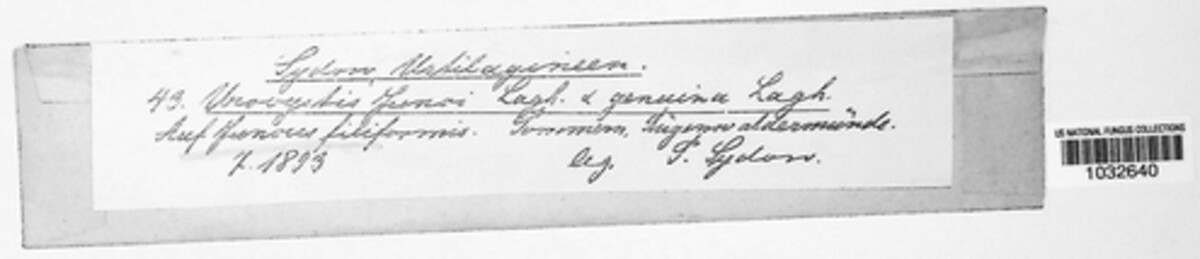 Sydow, Ustilagineen.
43. Urocystis Junci Lagh. α genuina Lagh.
Auf Juncus filiformis. Pommern,
7. 1893 leg. P. Sydow.
US NATIONAL FUNGUS COLLECTIONS
1032640